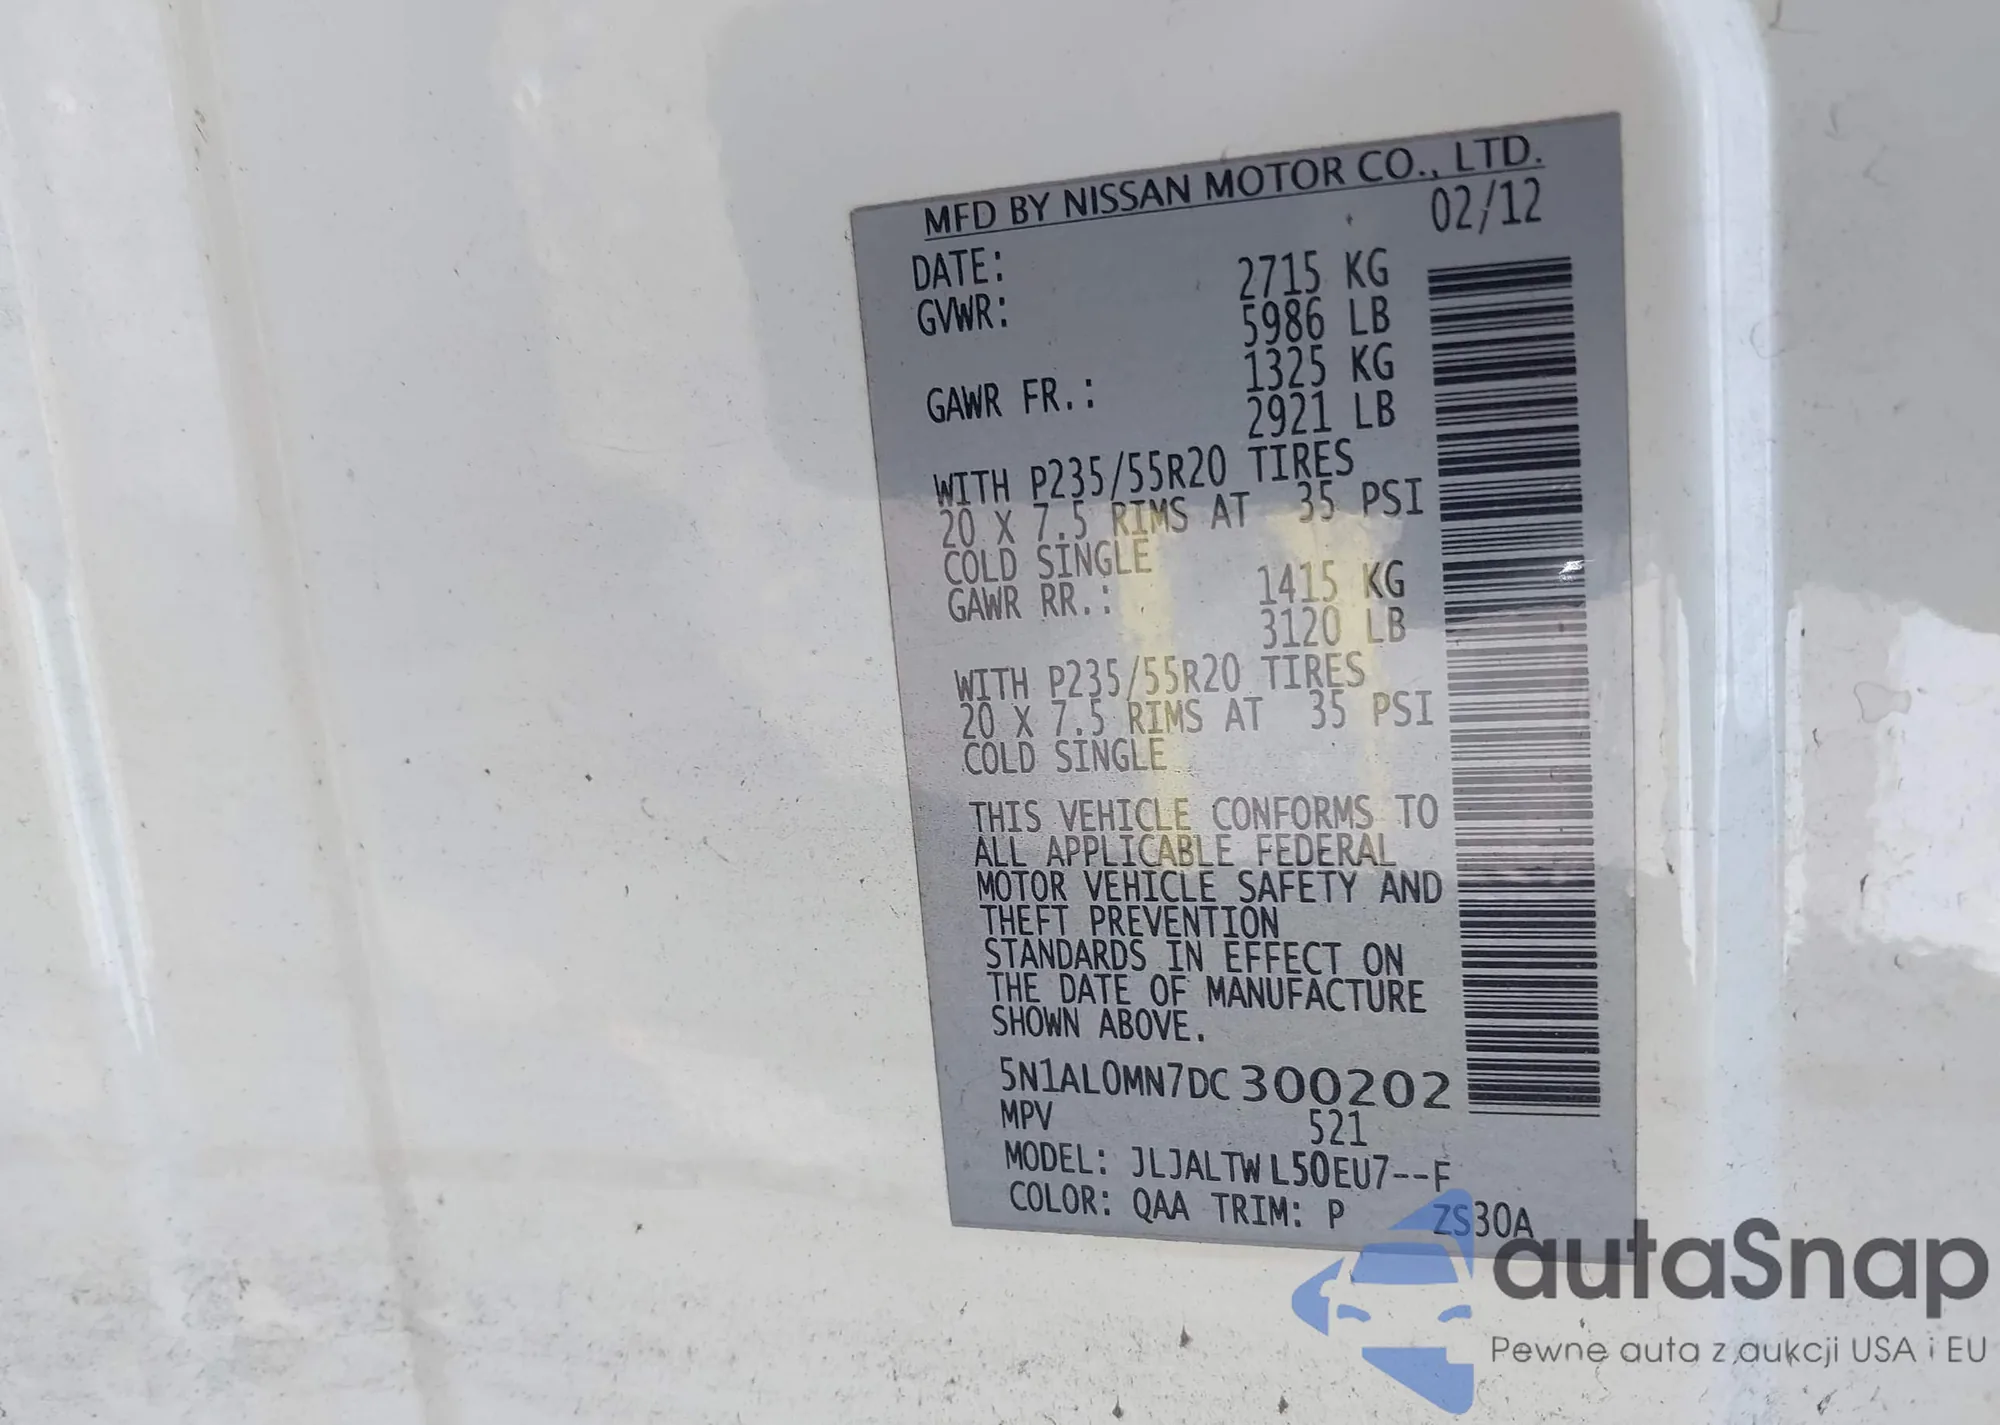 MFD BY NISSAN MOTOR CO., LTD.
DATE: 02/12
GVWR: 2715 KG
5986 LB
GAWR FR.: 1325 KG
2921 LB
WITH P235/55R20 TIRES
20 X 7.5 RIMS AT 35 PSI
COLD SINGLE
GAWR RR.: 1415 KG
3120 LB
WITH P235/55R20 TIRES
20 X 7.5 RIMS AT 35 PSI
COLD SINGLE
THIS VEHICLE CONFORMS TO
ALL APPLICABLE FEDERAL
MOTOR VEHICLE SAFETY AND
THEFT PREVENTION
STANDARDS IN EFFECT ON
THE DATE OF MANUFACTURE
SHOWN ABOVE.
5N1AL0MN7DC300202
MPV 521
MODEL: JLJALTWL50EU7--F
COLOR: QAA TRIM: P ZS30A
autaSnap
Pewne auta z aukcji USA i EU